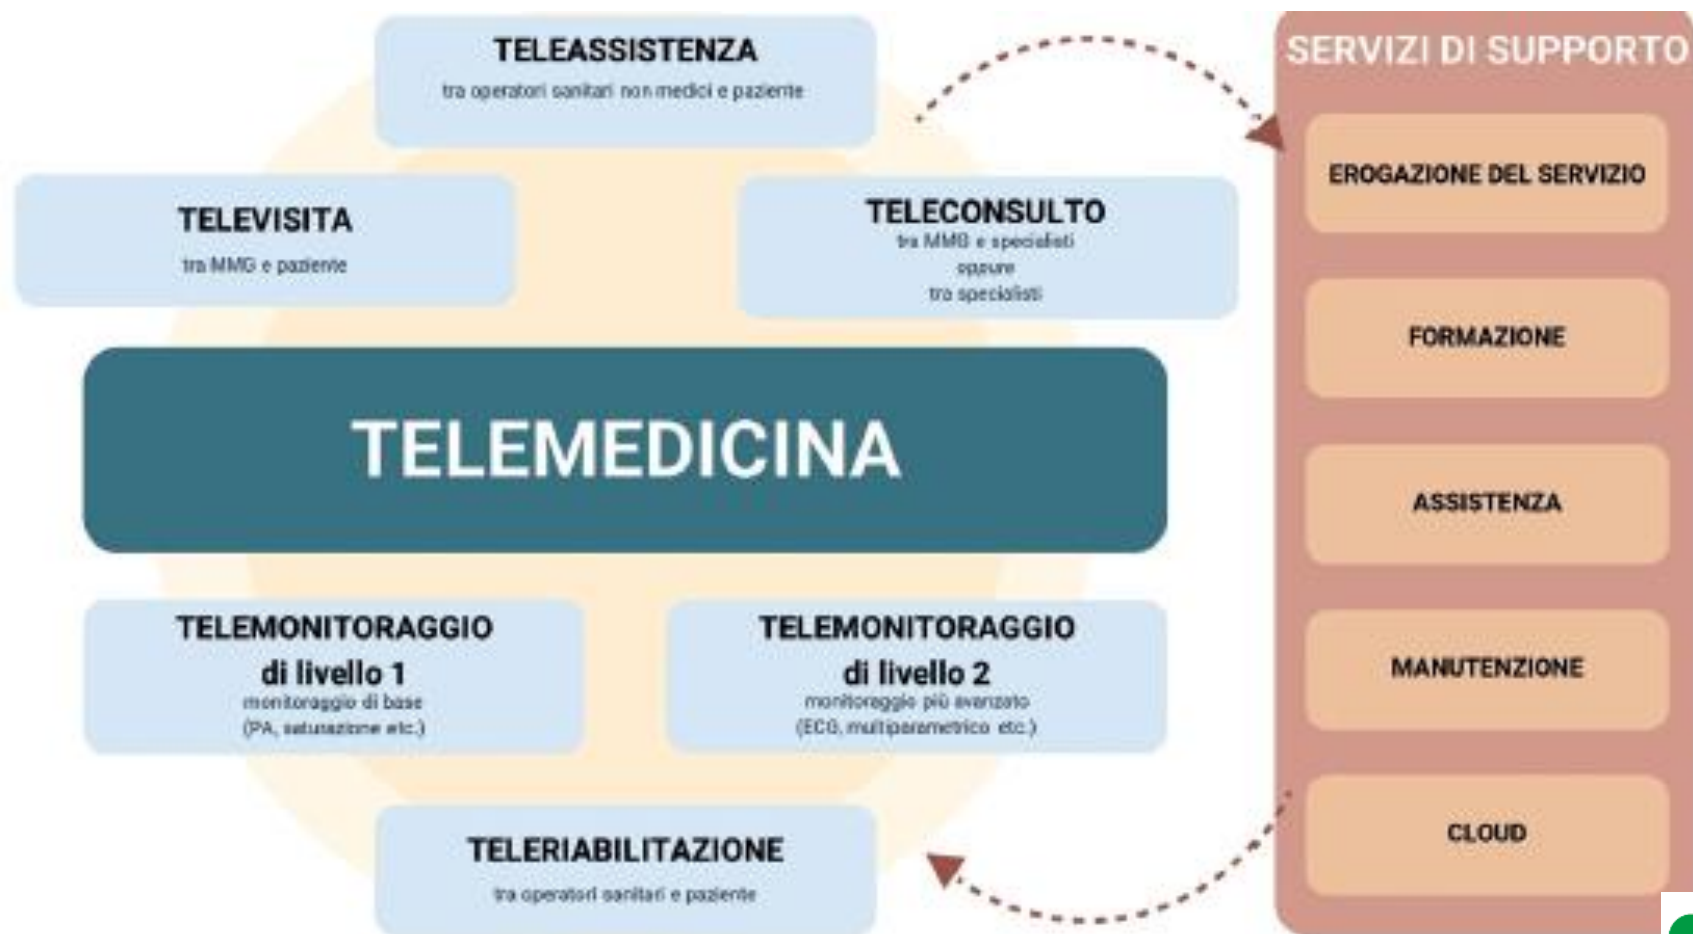 TELEASSISTENZA
tra operatori sanitari non medici e paziente
TELEVISITA
tra MMG e paziente
TELECONSULTO
tra MMG e specialisti
oppure
tra specialisti
TELEMEDICINA
TELEMONITORAGGIO
di livello 1
monitoraggio di base
(PA, saturazione etc.)
TELEMONITORAGGIO
di livello 2
monitoraggio più avanzato
(ECG, multiparametrico etc.)
TELERIABILITAZIONE
tra operatori sanitari e paziente
SERVIZI DI SUPPORTO
EROGAZIONE DEL SERVIZIO
FORMAZIONE
ASSISTENZA
MANUTENZIONE
CLOUD